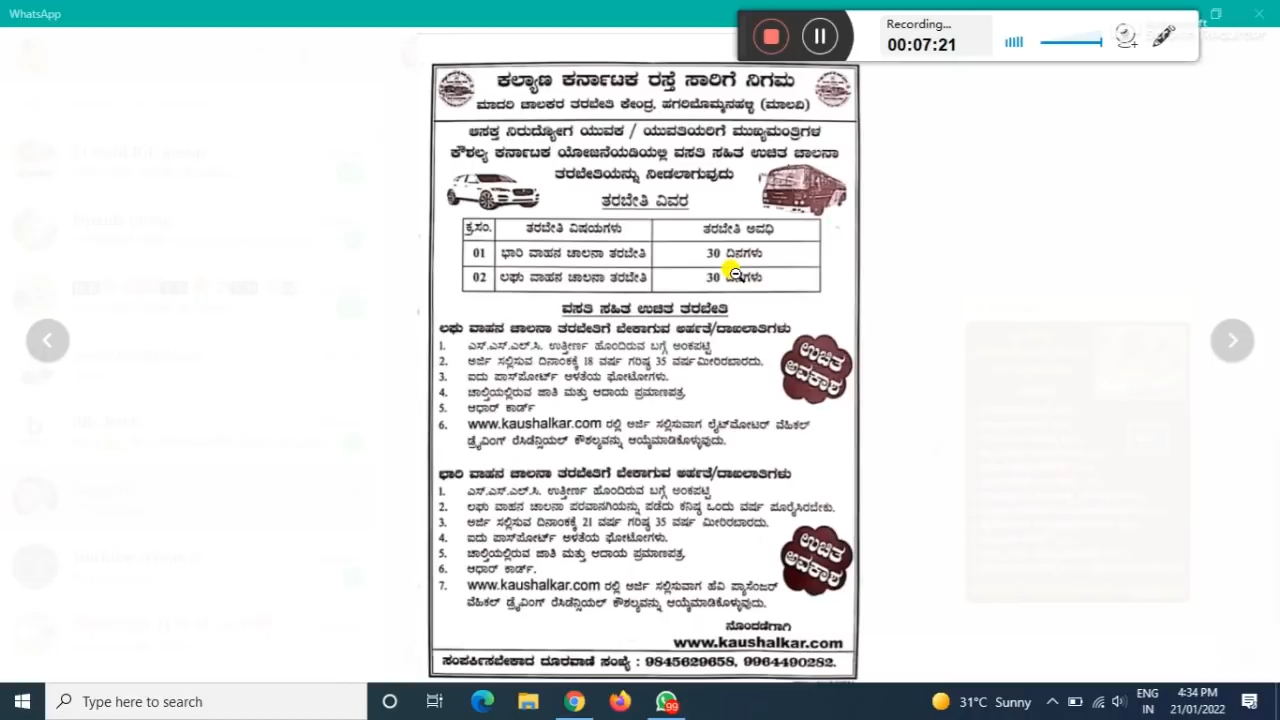 WhatsApp
Recording...
00:07:21
ಕಲ್ಯಾಣ ಕರ್ನಾಟಕ ರಸ್ತೆ ಸಾರಿಗೆ ನಿಗಮ
ಮಾದರಿ ಚಾಲಕರ ತರಬೇತಿ ಕೇಂದ್ರ, ಹಗರಿಬೊಮ್ಮನಹಳ್ಳಿ (ಮಾಲವಿ)
ಆಸಕ್ತ ನಿರುದ್ಯೋಗ ಯುವಕ / ಯುವತಿಯರಿಗೆ ಮುಖ್ಯಮಂತ್ರಿಗಳ
ಕೌಶಲ್ಯ ಕರ್ನಾಟಕ ಯೋಜನೆಯಡಿಯಲ್ಲಿ ವಸತಿ ಸಹಿತ ಉಚಿತ ಚಾಲನಾ
ತರಬೇತಿಯನ್ನು ನೀಡಲಾಗುವುದು
ತರಬೇತಿ ವಿವರ
ಕ್ರ.ಸಂ. ತರಬೇತಿ ವಿಷಯಗಳು ತರಬೇತಿ ಅವಧಿ
01 ಭಾರಿ ವಾಹನ ಚಾಲನಾ ತರಬೇತಿ 30 ದಿನಗಳು
02 ಲಘು ವಾಹನ ಚಾಲನಾ ತರಬೇತಿ 30 ದಿನಗಳು
ವಸತಿ ಸಹಿತ ಉಚಿತ ತರಬೇತಿ
ಲಘು ವಾಹನ ಚಾಲನಾ ತರಬೇತಿಗೆ ಬೇಕಾಗುವ ಅರ್ಹತೆ/ದಾಖಲಾತಿಗಳು
1. ಎಸ್.ಎಸ್.ಎಲ್.ಸಿ. ಉತ್ತೀರ್ಣ ಹೊಂದಿರುವ ಬಗ್ಗೆ ಅಂಕಪಟ್ಟಿ
2. ಅರ್ಜಿ ಸಲ್ಲಿಸುವ ದಿನಾಂಕಕ್ಕೆ 18 ವರ್ಷ ಗರಿಷ್ಠ 35 ವರ್ಷ ಮೀರಿರಬಾರದು.
3. ಐದು ಪಾಸ್‌ಪೋರ್ಟ್ ಅಳತೆಯ ಫೋಟೋಗಳು.
4. ಚಾಲ್ತಿಯಲ್ಲಿರುವ ಜಾತಿ ಮತ್ತು ಆದಾಯ ಪ್ರಮಾಣಪತ್ರ
5. ಆಧಾರ್ ಕಾರ್ಡ್
6. www.kaushalkar.com ರಲ್ಲಿ ಅರ್ಜಿ ಸಲ್ಲಿಸುವಾಗ ಲೈಟ್‌ಮೋಟರ್ ವೆಹಿಕಲ್
ಡ್ರೈವಿಂಗ್ ರೆಸಿಡೆನ್ಸಿಯಲ್ ಕೌಶಲ್ಯವನ್ನು ಆಯ್ಕೆಮಾಡಿಕೊಳ್ಳುವುದು.
ಉಚಿತ
ಅವಕಾಶ
ಭಾರಿ ವಾಹನ ಚಾಲನಾ ತರಬೇತಿಗೆ ಬೇಕಾಗುವ ಅರ್ಹತೆ/ದಾಖಲಾತಿಗಳು
1. ಎಸ್.ಎಸ್.ಎಲ್.ಸಿ. ಉತ್ತೀರ್ಣ ಹೊಂದಿರುವ ಬಗ್ಗೆ ಅಂಕಪಟ್ಟಿ
2. ಲಘು ವಾಹನ ಚಾಲನಾ ಪರವಾನಗಿಯನ್ನು ಪಡೆದು ಕನಿಷ್ಠ ಒಂದು ವರ್ಷ ಪೂರೈಸಿರಬೇಕು.
3. ಅರ್ಜಿ ಸಲ್ಲಿಸುವ ದಿನಾಂಕಕ್ಕೆ 21 ವರ್ಷ ಗರಿಷ್ಠ 35 ವರ್ಷ ಮೀರಿರಬಾರದು.
4. ಐದು ಪಾಸ್‌ಪೋರ್ಟ್ ಅಳತೆಯ ಫೋಟೋಗಳು.
5. ಚಾಲ್ತಿಯಲ್ಲಿರುವ ಜಾತಿ ಮತ್ತು ಆದಾಯ ಪ್ರಮಾಣಪತ್ರ
6. ಆಧಾರ್ ಕಾರ್ಡ್.
7. www.kaushalkar.com ರಲ್ಲಿ ಅರ್ಜಿ ಸಲ್ಲಿಸುವಾಗ ಹೆವಿ ಪ್ಯಾಸೆಂಜರ್
ವೆಹಿಕಲ್ ಡ್ರೈವಿಂಗ್ ರೆಸಿಡೆನ್ಸಿಯಲ್ ಕೌಶಲ್ಯವನ್ನು ಆಯ್ಕೆಮಾಡಿಕೊಳ್ಳುವುದು.
ಉಚಿತ
ಅವಕಾಶ
ನೊಂದಣಿಗಾಗಿ
www.kaushalkar.com
ಸಂಪರ್ಕಿಸಬೇಕಾದ ದೂರವಾಣಿ ಸಂಖ್ಯೆ : 9845629658, 9964490282.
Type here to search
99
31°C Sunny
ENG
IN
4:34 PM
21/01/2022